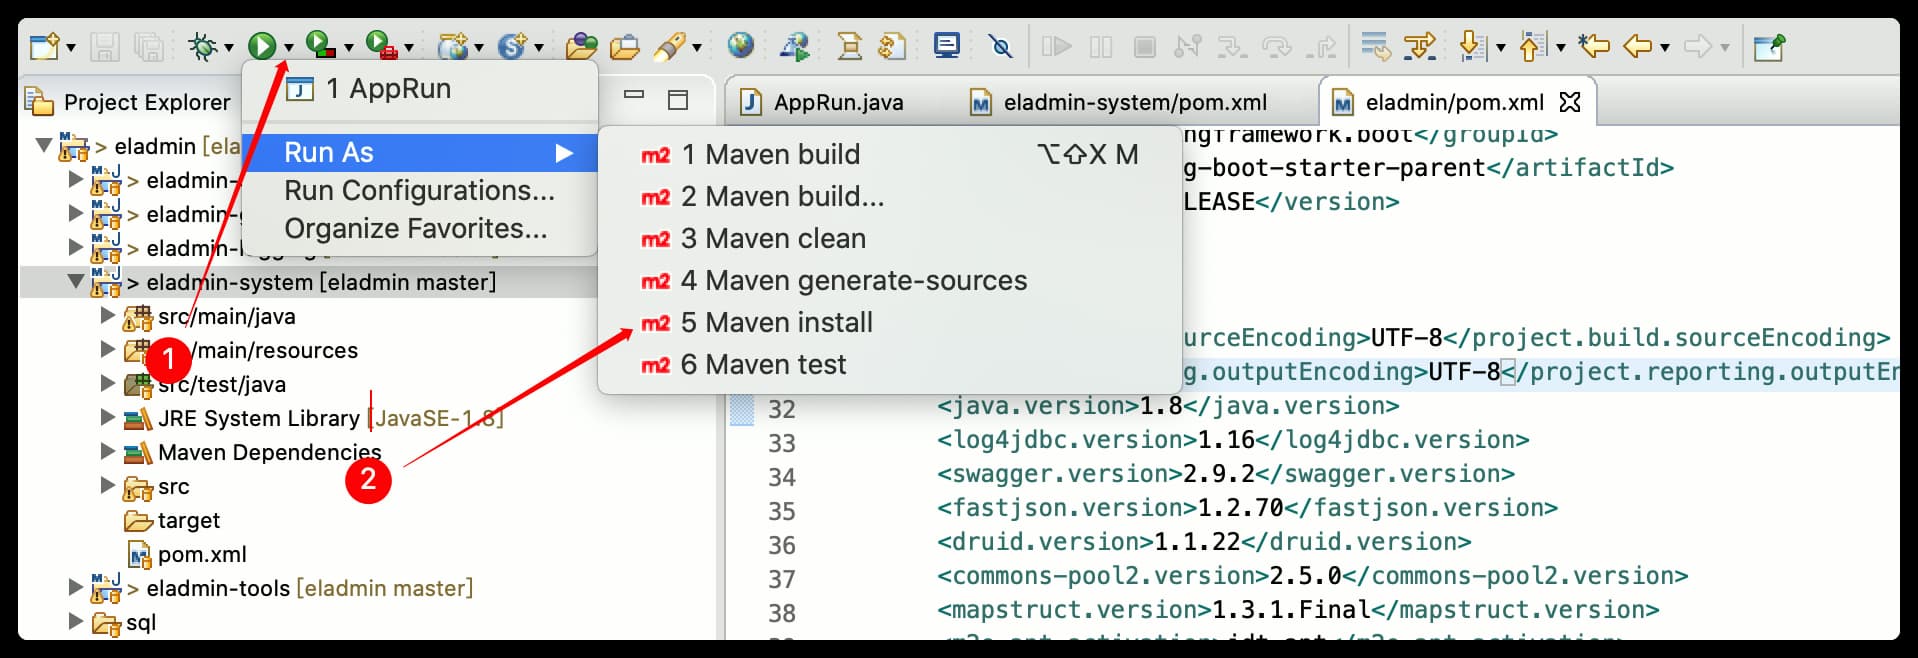 1 AppRun
Run As
Run Configurations...
Organize Favorites...
1 Maven build ⌥⇧X M
2 Maven build...
3 Maven clean
4 Maven generate-sources
5 Maven install
6 Maven test
Project Explorer
> eladmin [ela
> eladmin-
> eladmin-
> eladmin-
> eladmin-system [eladmin master]
src/main/java
/main/resources
src/test/java
JRE System Library [JavaSE-1.8]
Maven Dependencies
src
target
pom.xml
> eladmin-tools [eladmin master]
sql
1
2
AppRun.java
eladmin-system/pom.xml
eladmin/pom.xml
ngframework.boot</groupId>
g-boot-starter-parent</artifactId>
LEASE</version>
urceEncoding>UTF-8</project.build.sourceEncoding>
g.outputEncoding>UTF-8</project.reporting.outputEn
32 <java.version>1.8</java.version>
33 <log4jdbc.version>1.16</log4jdbc.version>
34 <swagger.version>2.9.2</swagger.version>
35 <fastjson.version>1.2.70</fastjson.version>
36 <druid.version>1.1.22</druid.version>
37 <commons-pool2.version>2.5.0</commons-pool2.version>
38 <mapstruct.version>1.3.1.Final</mapstruct.version>